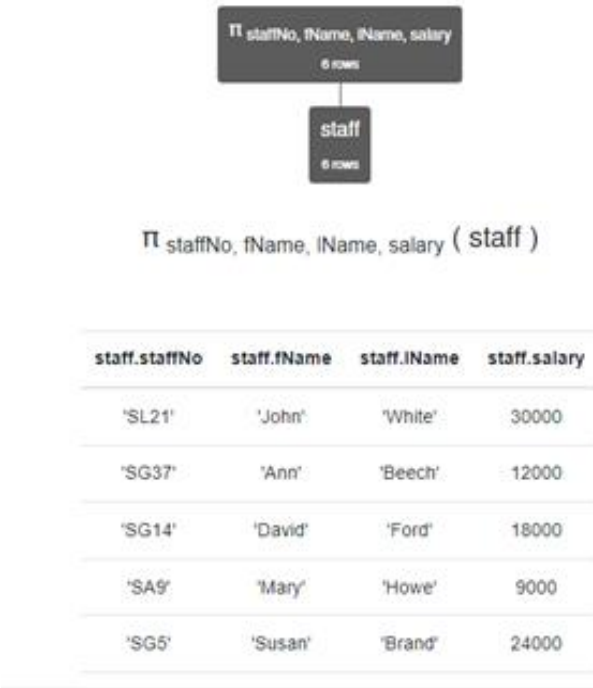 π staffNo, fName, lName, salary
6 rows
staff
6 rows
π staffNo, fName, lName, salary ( staff )
staff.staffNo staff.fName staff.lName staff.salary
'SL21' 'John' 'White' 30000
'SG37' 'Ann' 'Beech' 12000
'SG14' 'David' 'Ford' 18000
'SA9' 'Mary' 'Howe' 9000
'SG5' 'Susan' 'Brand' 24000